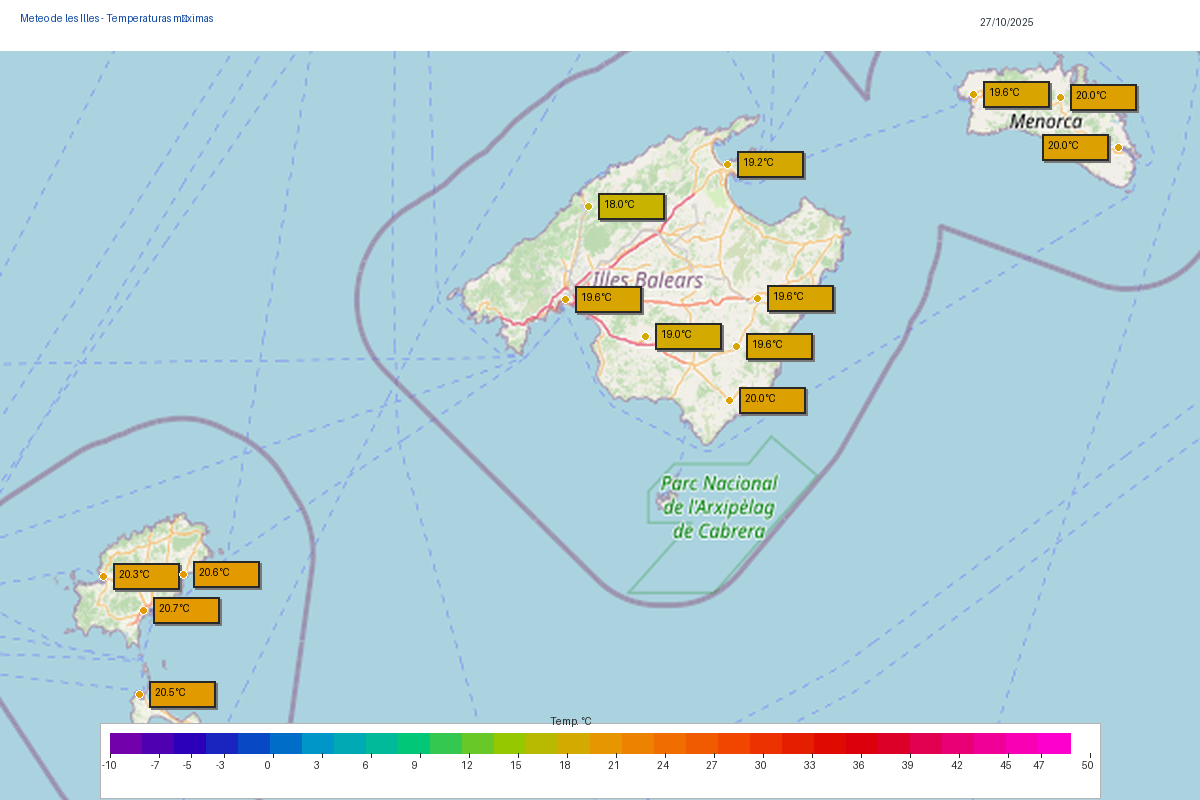 Meteo de les Illes - Temperaturas m▯ximas
27/10/2025
19.6°C
20.0°C
Menorca
20.0°C
19.2°C
18.0°C
Illes Balears
19.6°C
19.6°C
19.0°C
19.6°C
20.0°C
Parc Nacional
de l'Arxipèlag
de Cabrera
20.3°C
20.6°C
20.7°C
20.5°C
Temp. °C
-10 -7 -5 -3 0 3 6 9 12 15 18 21 24 27 30 33 36 39 42 45 47 50